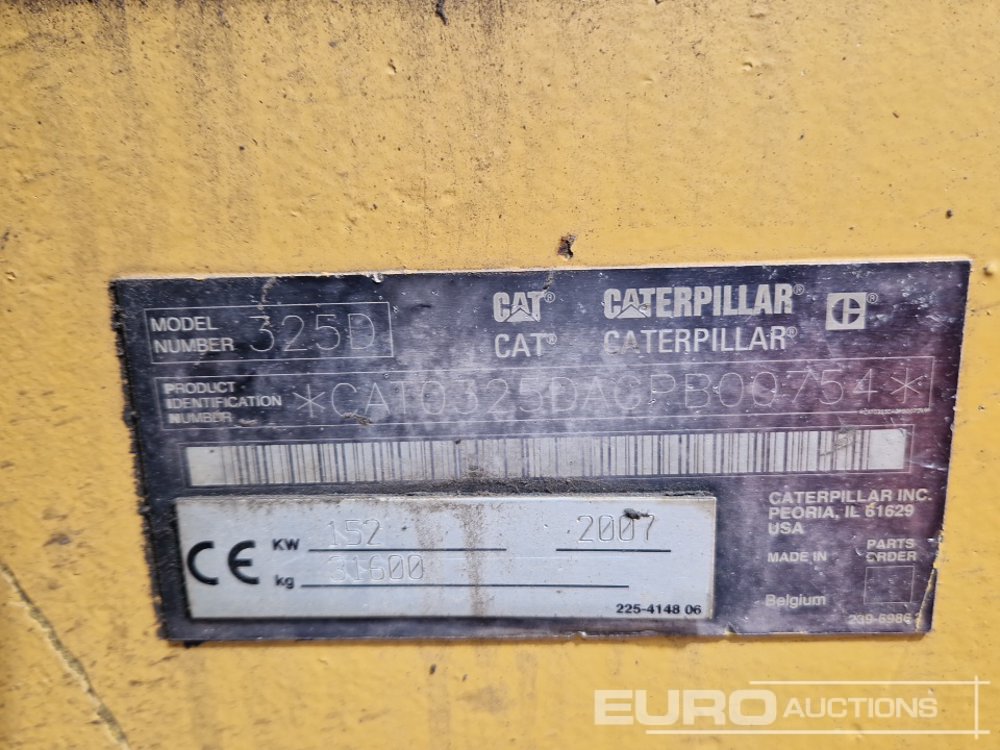 MODEL NUMBER 325D
CAT® CATERPILLAR® C®
CAT® CATERPILLAR®
PRODUCT IDENTIFICATION NUMBER
CE KW 152 2007
kg 31600
225-4148 06
CATERPILLAR INC.
PEORIA, IL 61629
USA
MADE IN
Belgium
PARTS ORDER
EURO AUCTIONS